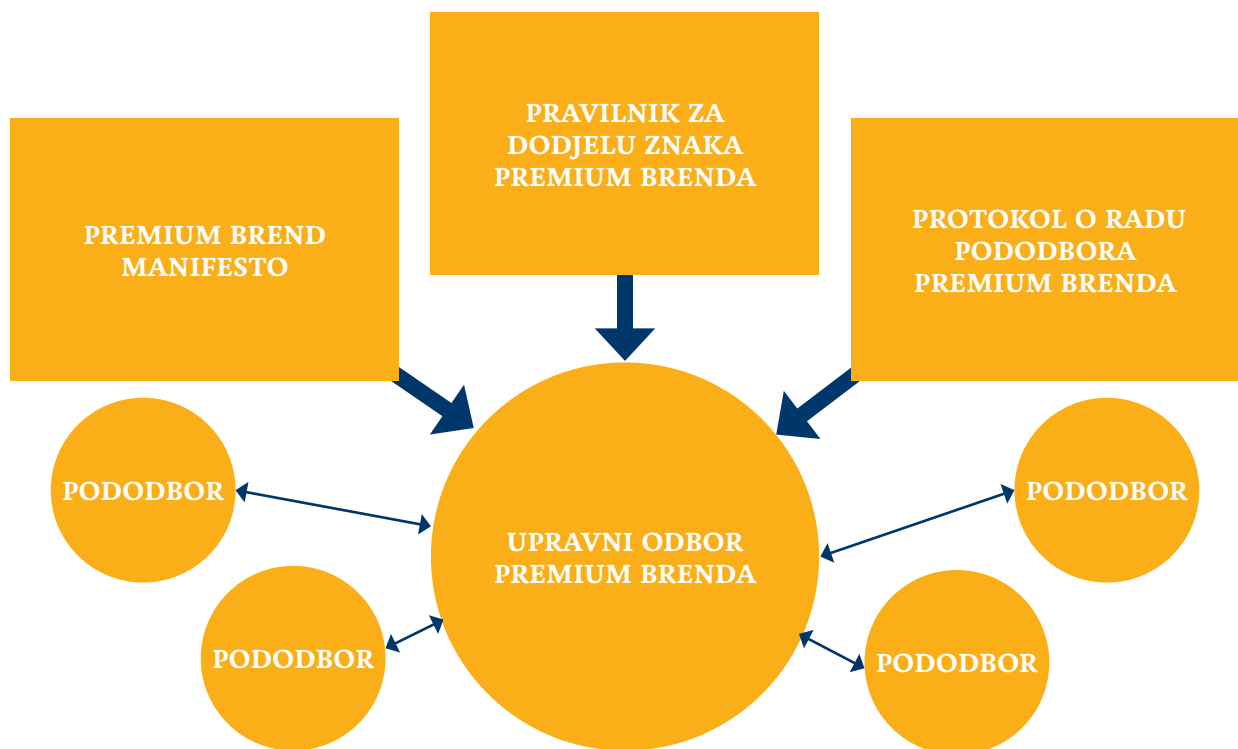 PRAVILNIK ZA
DODJELU ZNAKA
PREMIUM BRENDA
PREMIUM BREND
MANIFESTO
PROTOKOL O RADU
PODODBORA
PREMIUM BRENDA
PODODBOR
PODODBOR
UPRAVNI ODBOR
PREMIUM BRENDA
PODODBOR
PODODBOR